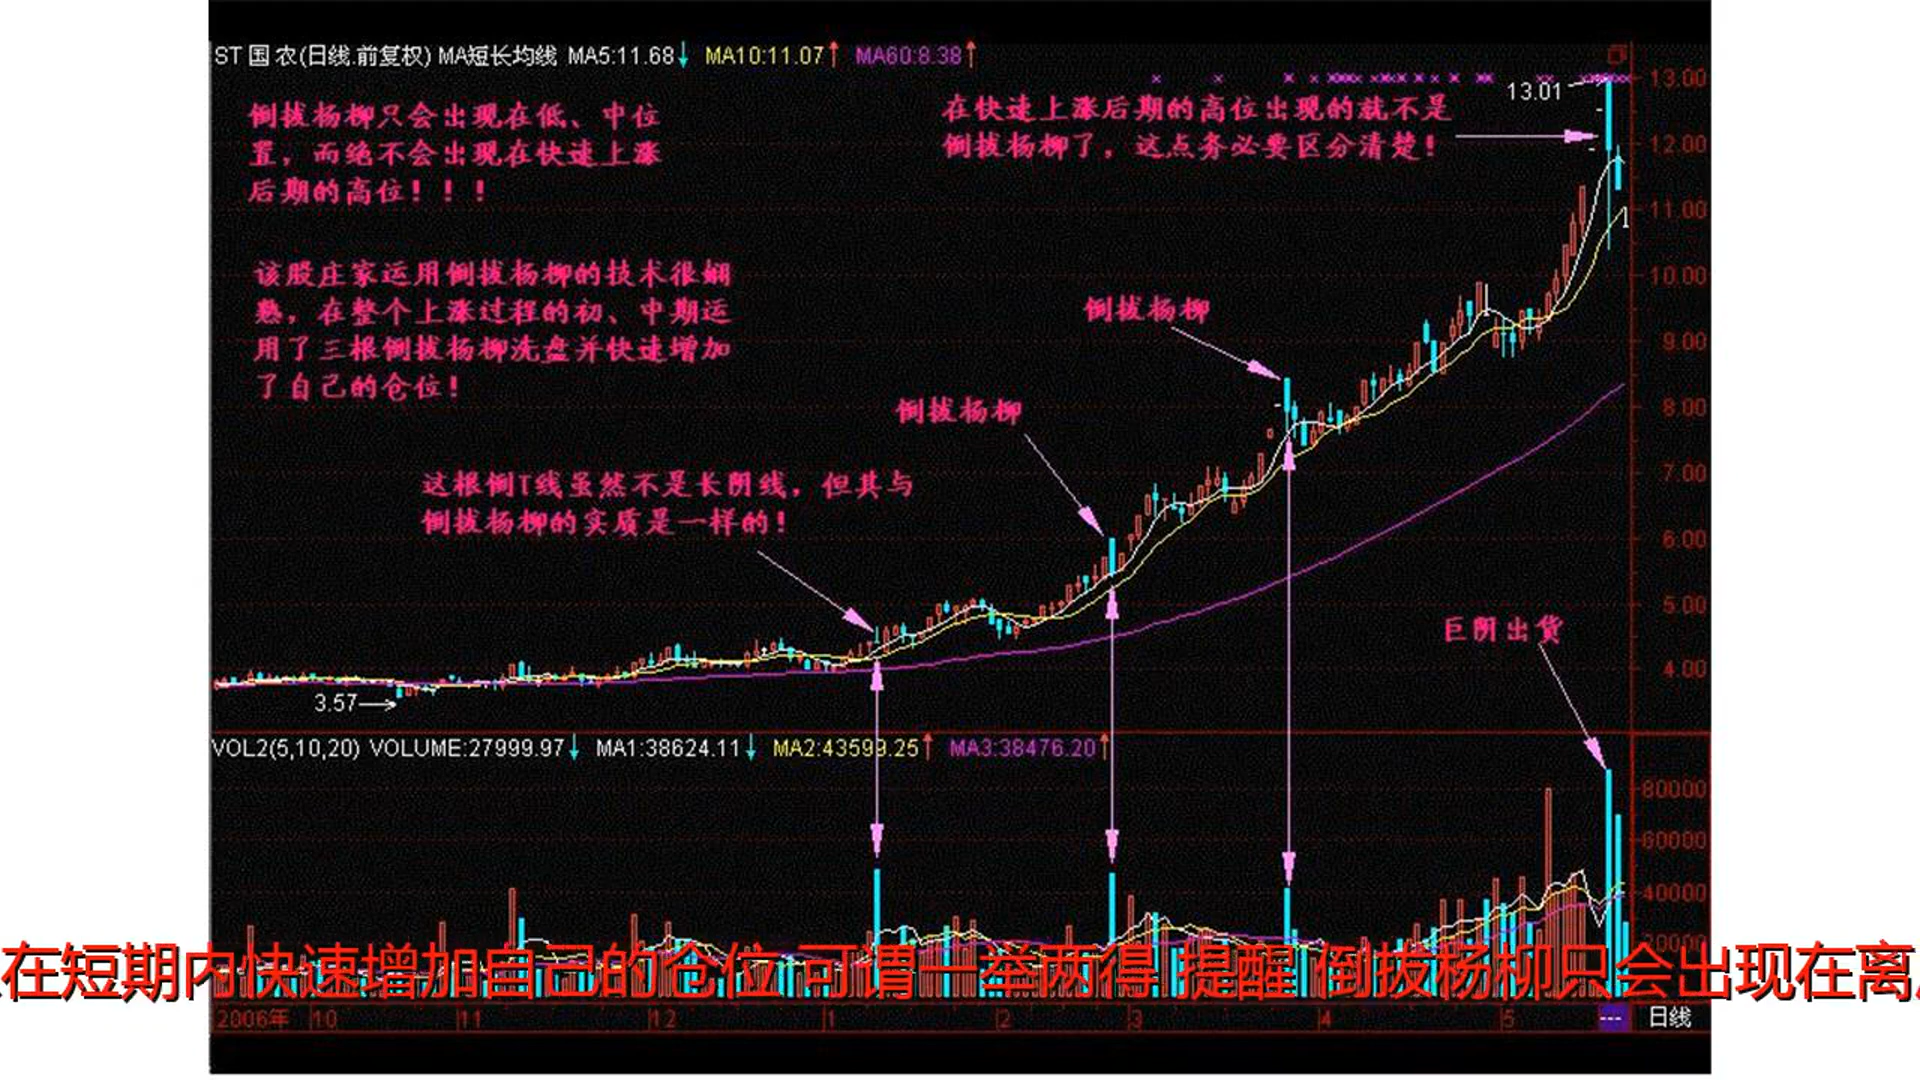 ST 国 农(日线.前复权) MA短长均线 MA5:11.68↓ MA10:11.07↑ MA60:8.38↑
倒拔杨柳只会出现在低、中位
置，而绝不会出现在快速上涨
后期的高位！！！
在快速上涨后期的高位出现的就不是
倒拔杨柳了，这点务必要区分清楚！
13.01
该股庄家运用倒拔杨柳的技术很娴
熟，在整个上涨过程的初、中期运
用了三根倒拔杨柳洗盘并快速增加
了自己的仓位！
倒拔杨柳
倒拔杨柳
这根倒T线虽然不是长阴线，但其与
倒拔杨柳的实质是一样的！
巨阴出货
3.57
13.00
12.00
11.00
10.00
9.00
8.00
7.00
6.00
5.00
4.00
VOL2(5,10,20) VOLUME:27999.97↓ MA1:38624.11↓ MA2:43599.25↑ MA3:38476.20↑
80000
60000
40000
20000
在短期内快速增加自己的仓位 可谓一举两得 提醒 倒拔杨柳只会出现在离
2006年 10 11 12 1 2 3 4 5 日线